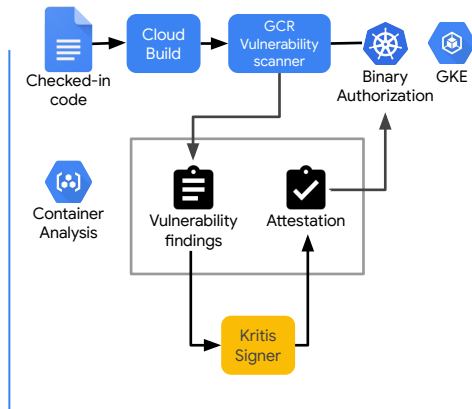 Checked-in
code
Cloud
Build
GCR
Vulnerability
scanner
Binary
Authorization
GKE
Container
Analysis
Vulnerability
findings
Attestation
Kritis
Signer